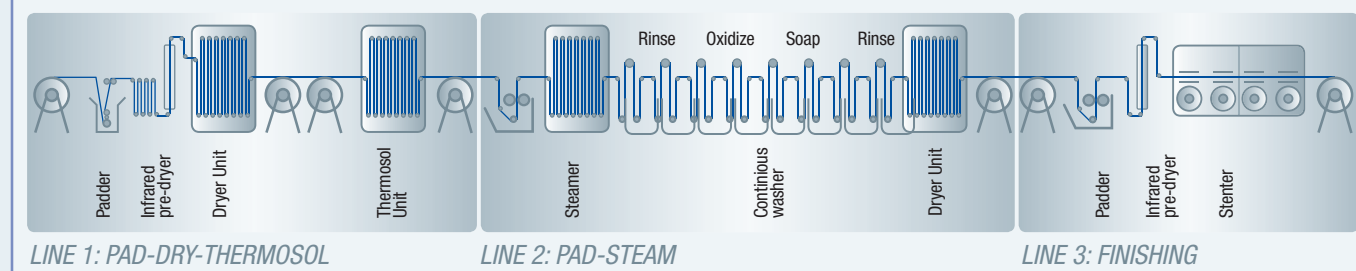 Rinse Oxidize Soap Rinse
Padder
Infrared
pre-dryer
Dryer Unit
Thermosol
Unit
Steamer
Continious
washer
Dryer Unit
Padder
Infrared
pre-dryer
Stenter
LINE 1: PAD-DRY-THERMOSOL
LINE 2: PAD-STEAM
LINE 3: FINISHING